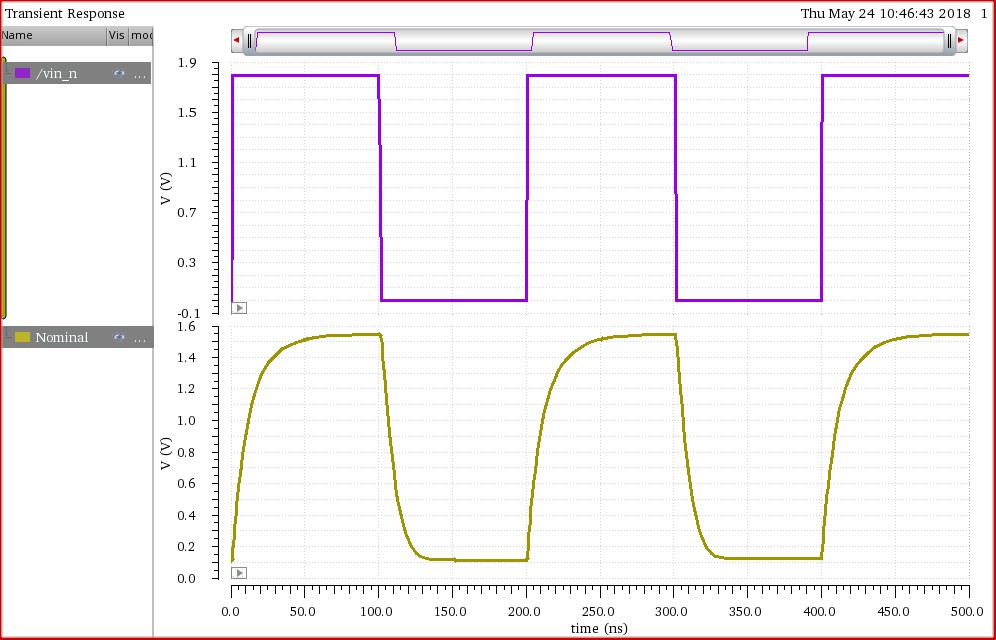 Transient Response
Thu May 24 10:46:43 2018 1
Name Vis mod
/vin_n ...
Nominal ...
1.9
1.5
1.1
0.7
0.3
-0.1
V (V)
1.6
1.4
1.2
1.0
0.8
0.6
0.4
0.2
0.0
V (V)
0.0 50.0 100.0 150.0 200.0 250.0 300.0 350.0 400.0 450.0 500.0
time (ns)